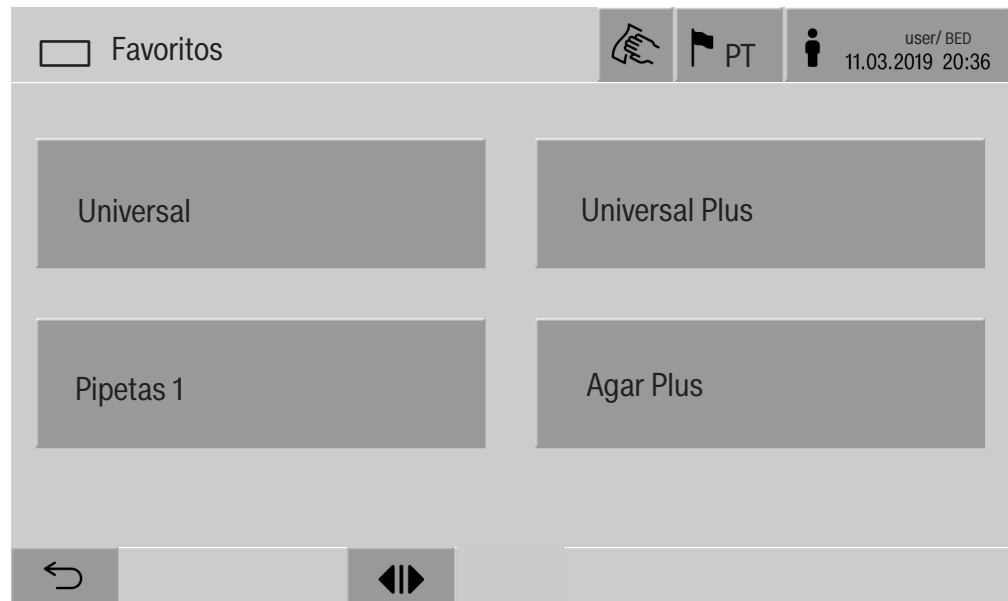 Favoritos
PT
user/ BED
11.03.2019 20:36
Universal
Universal Plus
Pipetas 1
Agar Plus